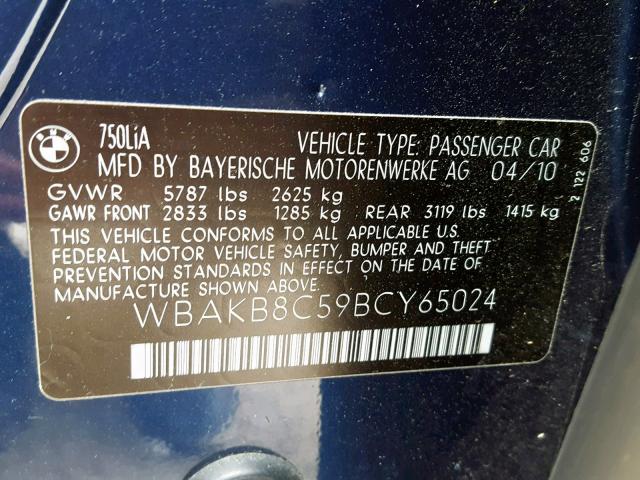 BMW
750LiA
VEHICLE TYPE: PASSENGER CAR
MFD BY BAYERISCHE MOTORENWERKE AG 04/10
GVWR 5787 lbs 2625 kg
GAWR FRONT 2833 lbs 1285 kg REAR 3119 lbs 1415 kg
THIS VEHICLE CONFORMS TO ALL APPLICABLE U.S.
FEDERAL MOTOR VEHICLE SAFETY, BUMPER AND THEFT
PREVENTION STANDARDS IN EFFECT ON THE DATE OF
MANUFACTURE SHOWN ABOVE.
WBAKB8C59BCY65024
2 122 606